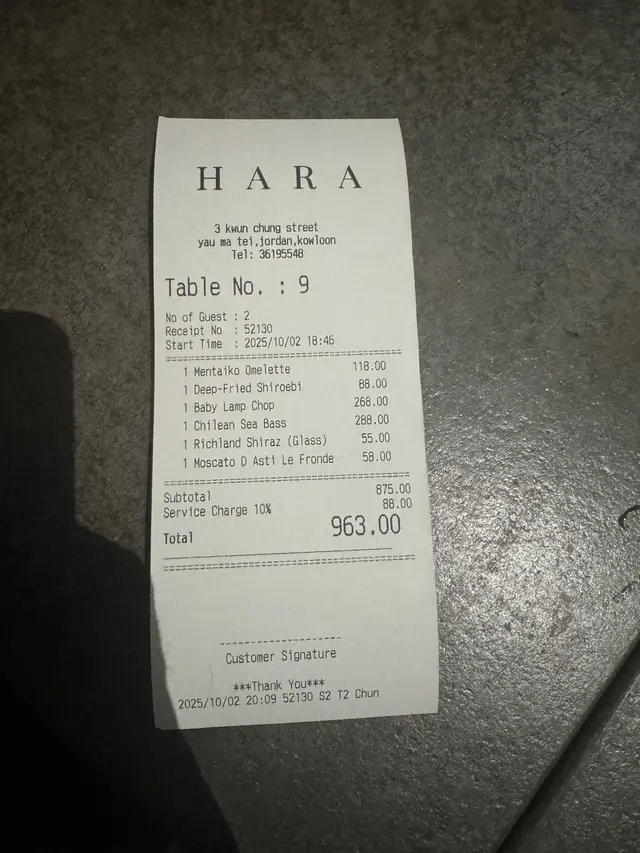 HARA
3 kwun chung street
yau ma tei,jordan,kowloon
Tel: 36195548
Table No. : 9
No of Guest : 2
Receipt No : 52130
Start Time : 2025/10/02 18:46
1 Mentaiko Omelette 118.00
1 Deep-Fried Shiroebi 88.00
1 Baby Lamp Chop 268.00
1 Chilean Sea Bass 288.00
1 Richland Shiraz (Glass) 55.00
1 Moscato D Asti Le Fronde 58.00
Subtotal 875.00
Service Charge 10% 88.00
Total 963.00
Customer Signature
***Thank You***
2025/10/02 20:09 52130 S2 T2 Chun